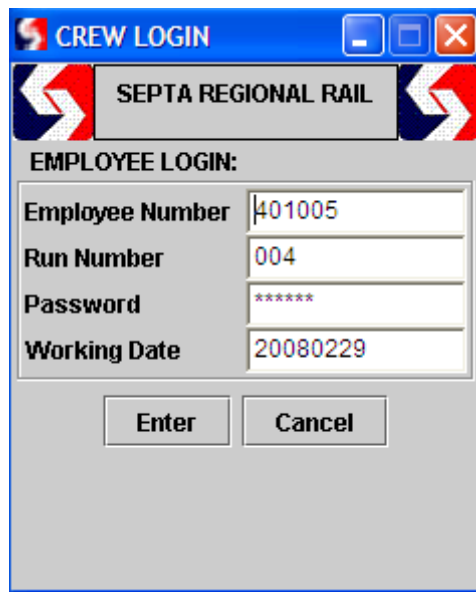 CREW LOGIN
SEPTA REGIONAL RAIL
EMPLOYEE LOGIN:
Employee Number 401005
Run Number 004
Password ******
Working Date 20080229
Enter Cancel